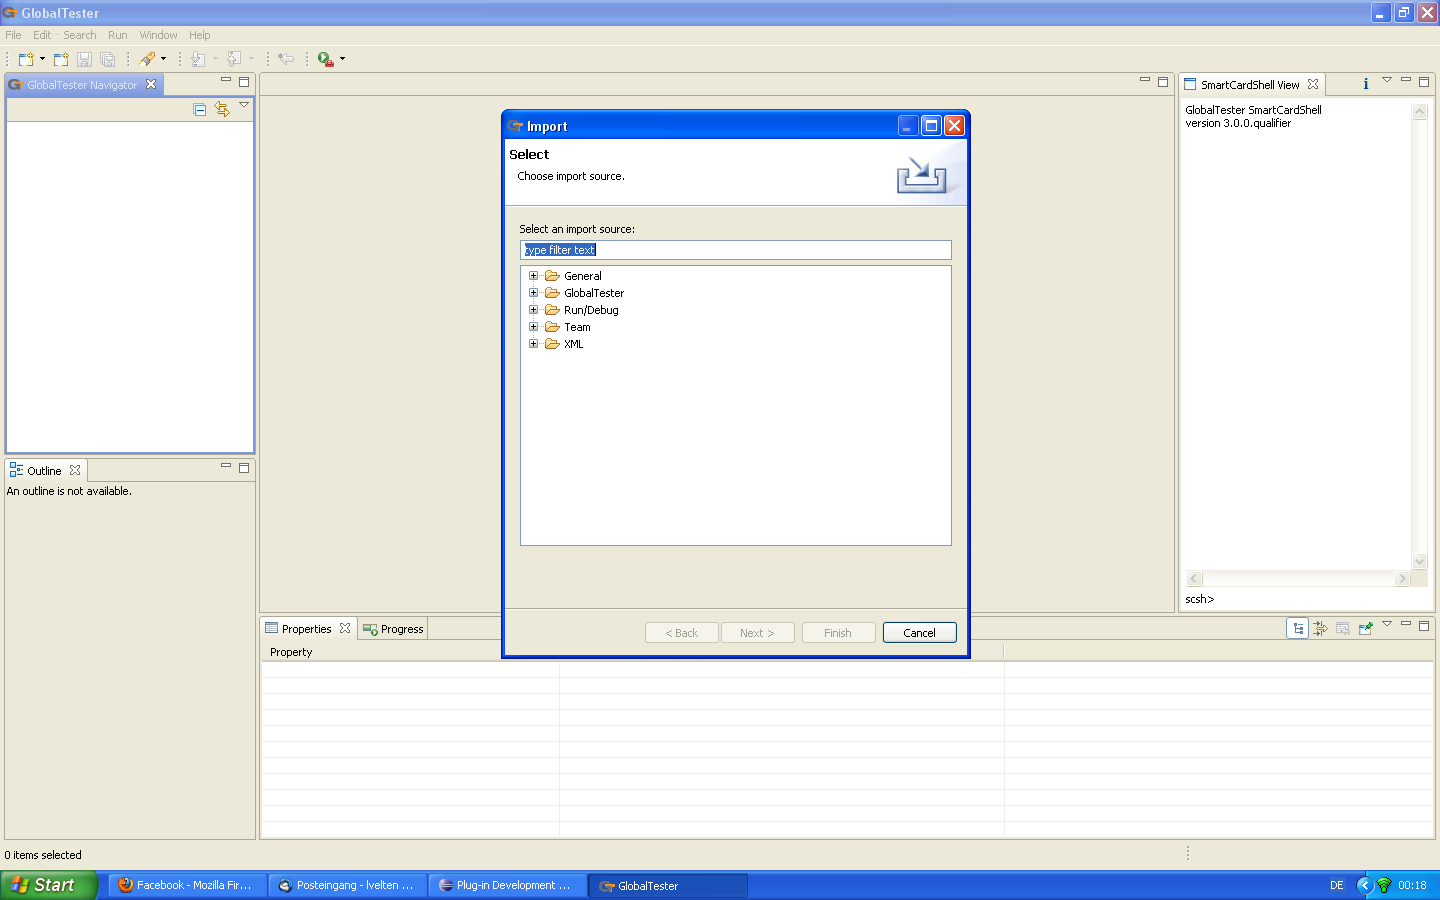 GlobalTester
File Edit Search Run Window Help
GlobalTester Navigator
SmartCardShell View
GlobalTester SmartCardShell
version 3.0.0.qualifier
Import
Select
Choose import source.
Select an import source:
type filter text
General
GlobalTester
Run/Debug
Team
XML
Outline
An outline is not available.
scsh>
< Back Next > Finish Cancel
Properties Progress
Property
0 items selected
Start Facebook - Mozilla Fir... Posteingang - lvelten ... Plug-in Development ... GlobalTester DE 00:18